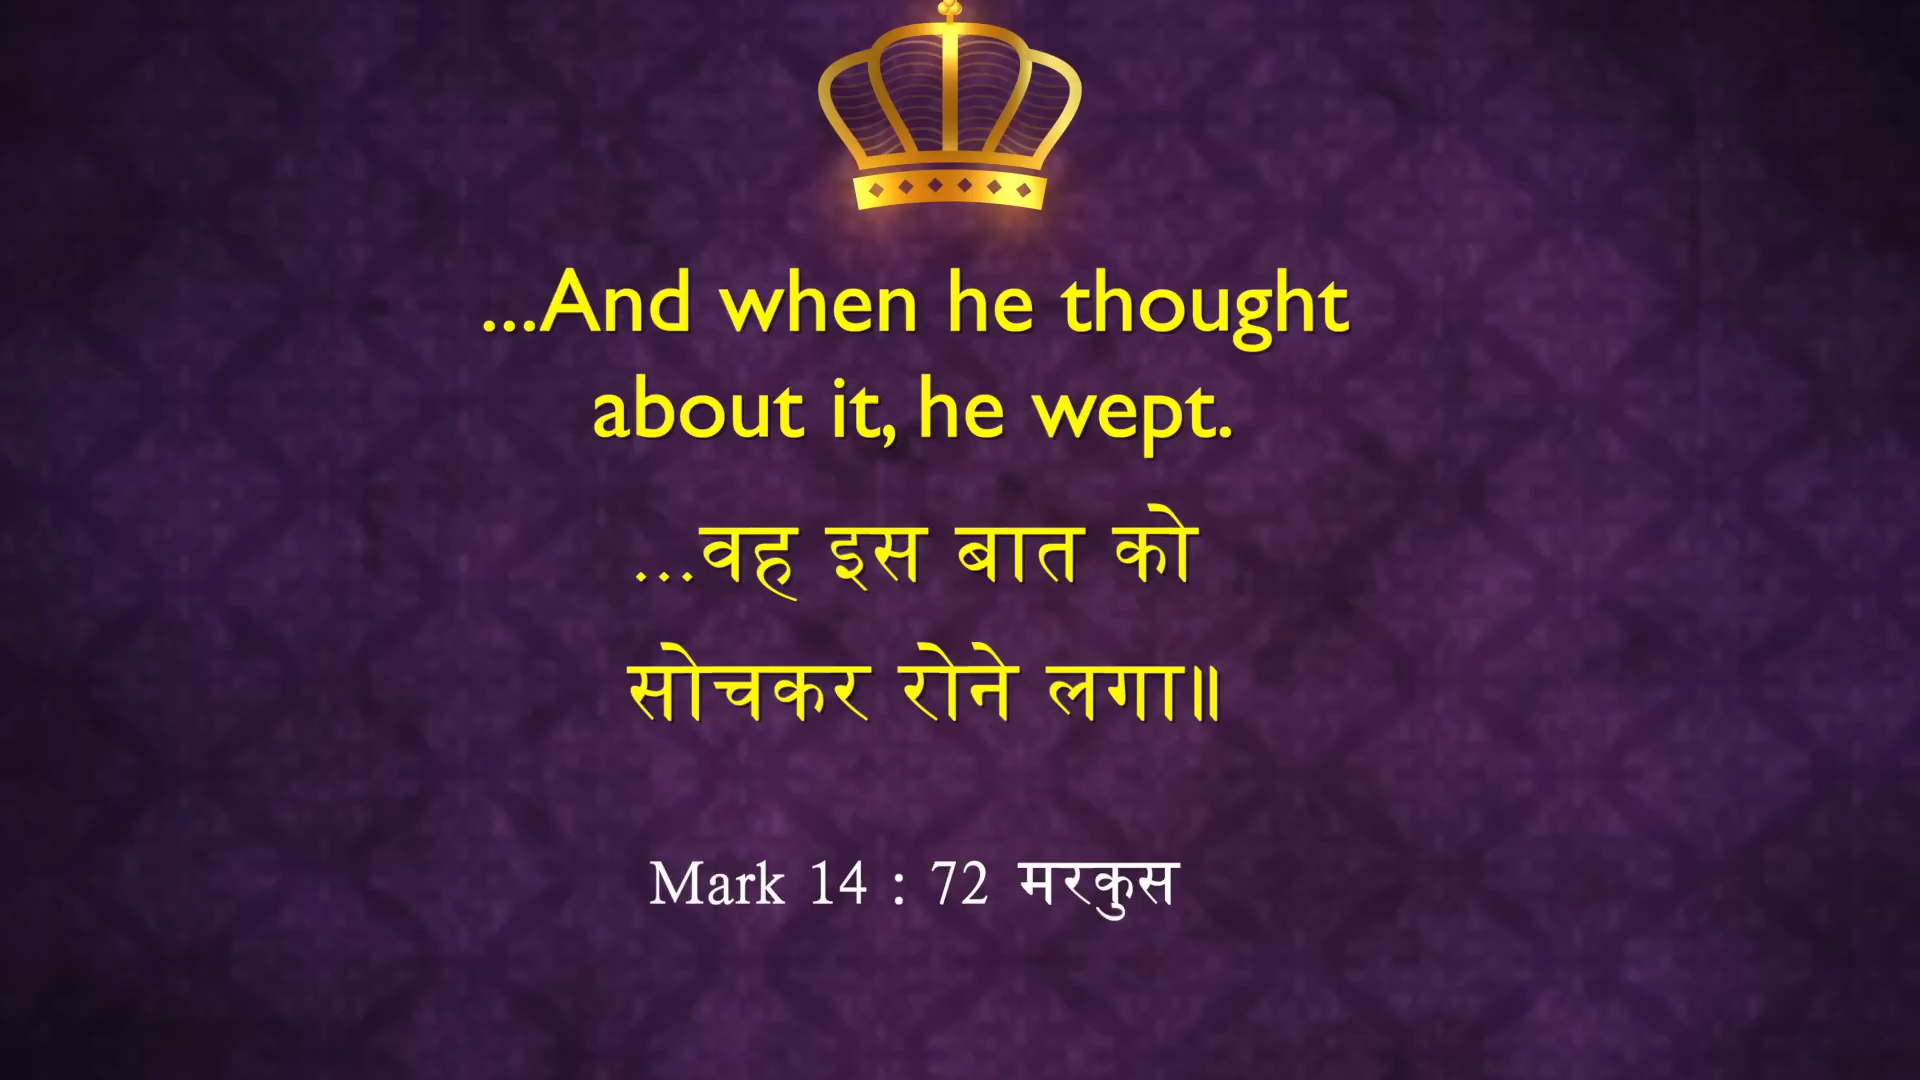 ...And when he thought
about it, he wept.
...वह इस बात को
सोचकर रोने लगा॥
Mark 14 : 72 मरकुस